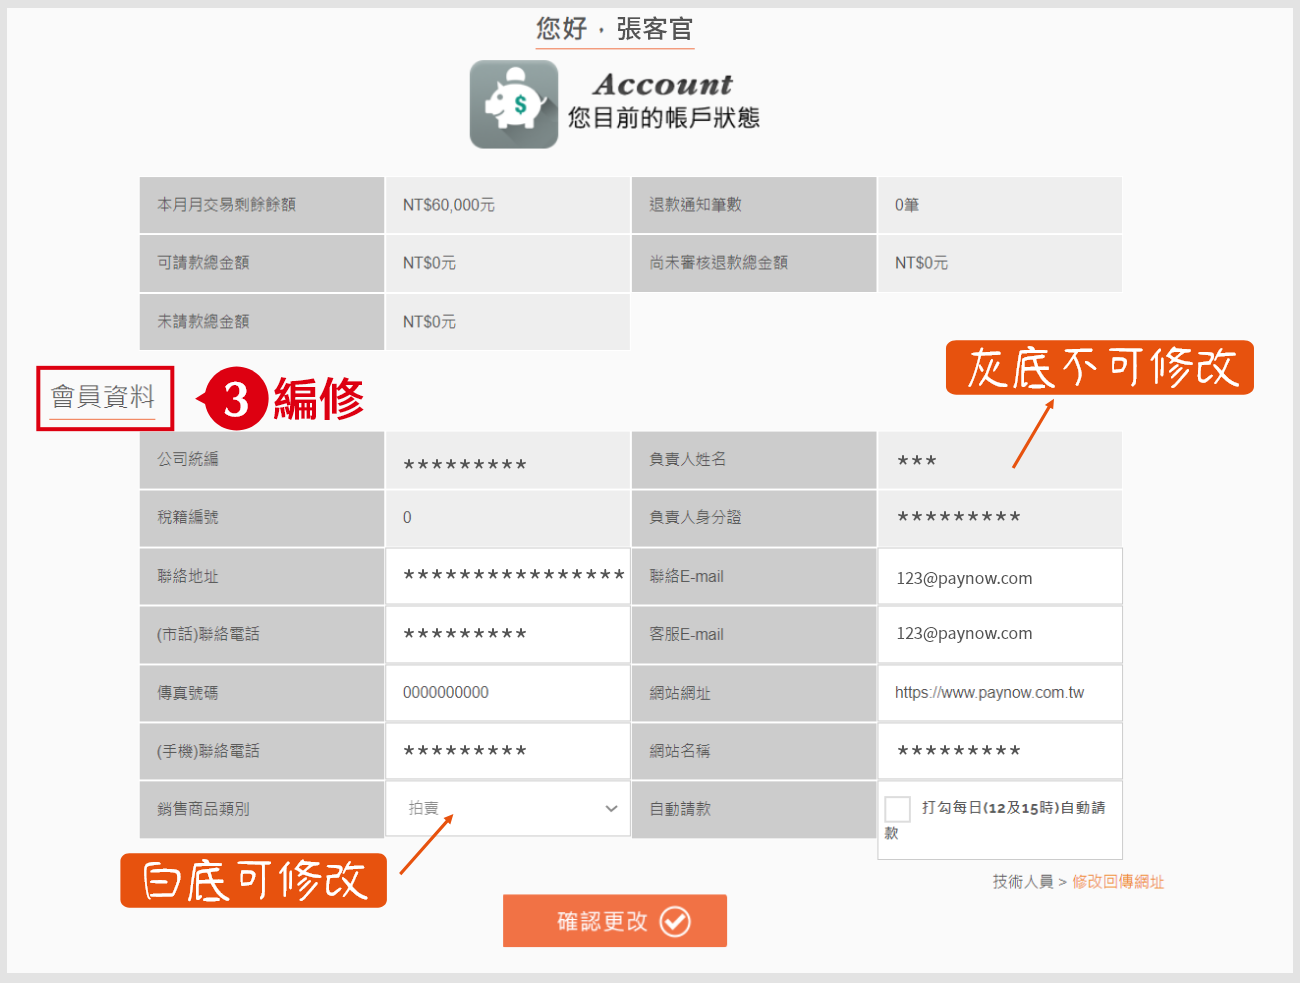 您好，張客官
Account
您目前的帳戶狀態
本月月交易剩餘餘額 NT$60,000元 退款通知筆數 0筆
可請款總金額 NT$0元 尚未審核退款總金額 NT$0元
未請款總金額 NT$0元
灰底不可修改
會員資料 3 編修
公司統編 ********* 負責人姓名 ***
稅籍編號 0 負責人身分證 *********
聯絡地址 **************** 聯絡E-mail 123@paynow.com
(市話)聯絡電話 ********* 客服E-mail 123@paynow.com
傳真號碼 0000000000 網站網址 https://www.paynow.com.tw
(手機)聯絡電話 ********* 網站名稱 *********
銷售商品類別 拍賣 自動請款 打勾每日(12及15時)自動請
款
白底可修改
技術人員 > 修改回傳網址
確認更改